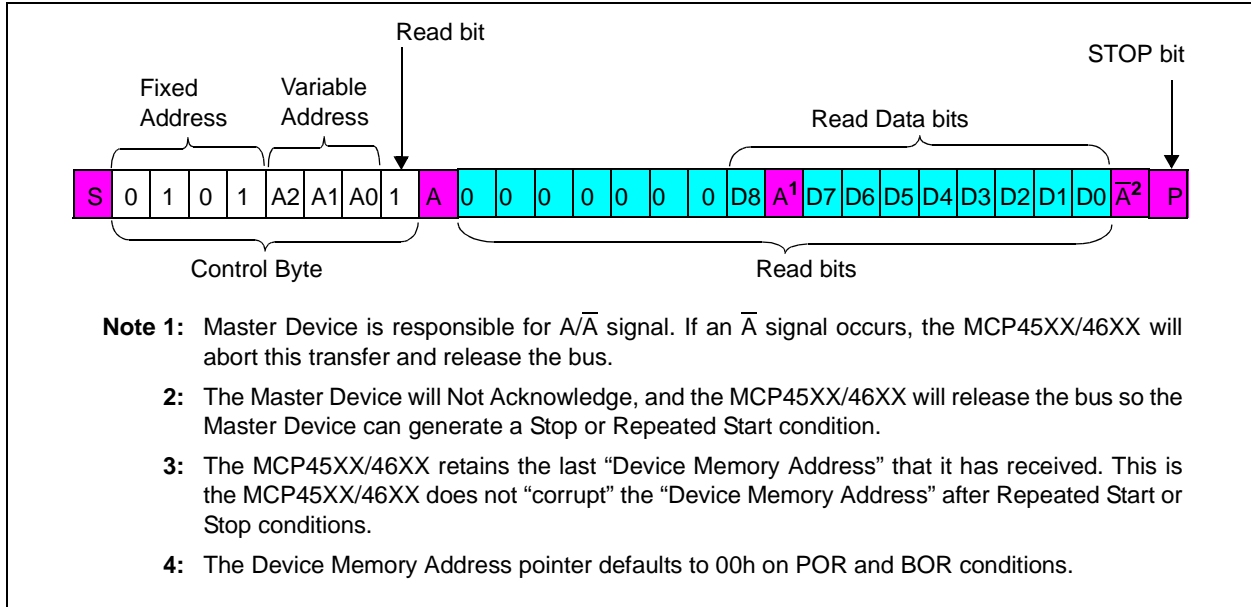 Read bit
STOP bit
Fixed Address
Variable Address
Read Data bits
S 0 1 0 1 A2 A1 A0 1 A 0 0 0 0 0 0 0 D8 A1 D7 D6 D5 D4 D3 D2 D1 D0 A̅2 P
Control Byte
Read bits
Note 1: Master Device is responsible for A/A̅ signal. If an A̅ signal occurs, the MCP45XX/46XX will
abort this transfer and release the bus.
2: The Master Device will Not Acknowledge, and the MCP45XX/46XX will release the bus so the
Master Device can generate a Stop or Repeated Start condition.
3: The MCP45XX/46XX retains the last “Device Memory Address” that it has received. This is
the MCP45XX/46XX does not “corrupt” the “Device Memory Address” after Repeated Start or
Stop conditions.
4: The Device Memory Address pointer defaults to 00h on POR and BOR conditions.